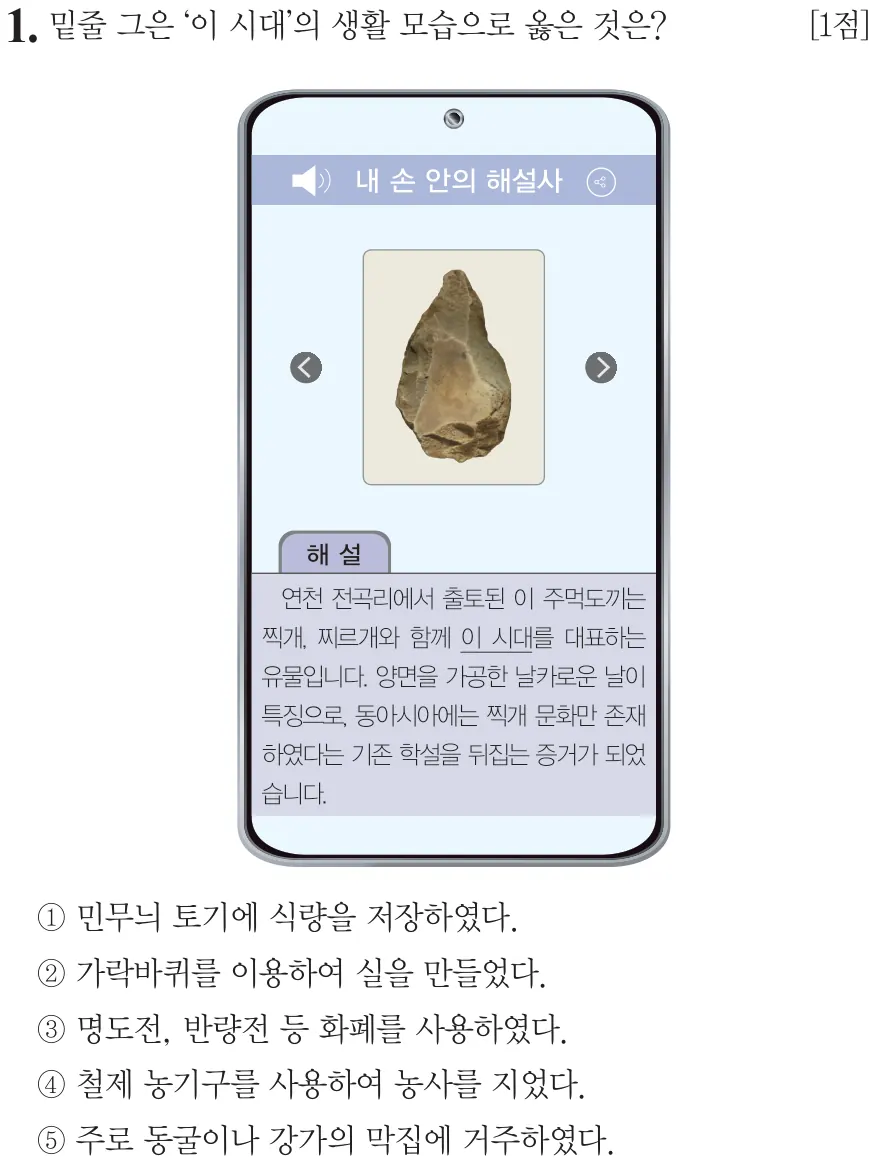 1. 밑줄 그은 ‘이 시대’의 생활 모습으로 옳은 것은? [1점]
내 손 안의 해설사
해 설
연천 전곡리에서 출토된 이 주먹도끼는
찍개, 찌르개와 함께 이 시대를 대표하는
유물입니다. 양면을 가공한 날카로운 날이
특징으로, 동아시아에는 찍개 문화만 존재
하였다는 기존 학설을 뒤집는 증거가 되었
습니다.
① 민무늬 토기에 식량을 저장하였다.
② 가락바퀴를 이용하여 실을 만들었다.
③ 명도전, 반량전 등 화폐를 사용하였다.
④ 철제 농기구를 사용하여 농사를 지었다.
⑤ 주로 동굴이나 강가의 막집에 거주하였다.